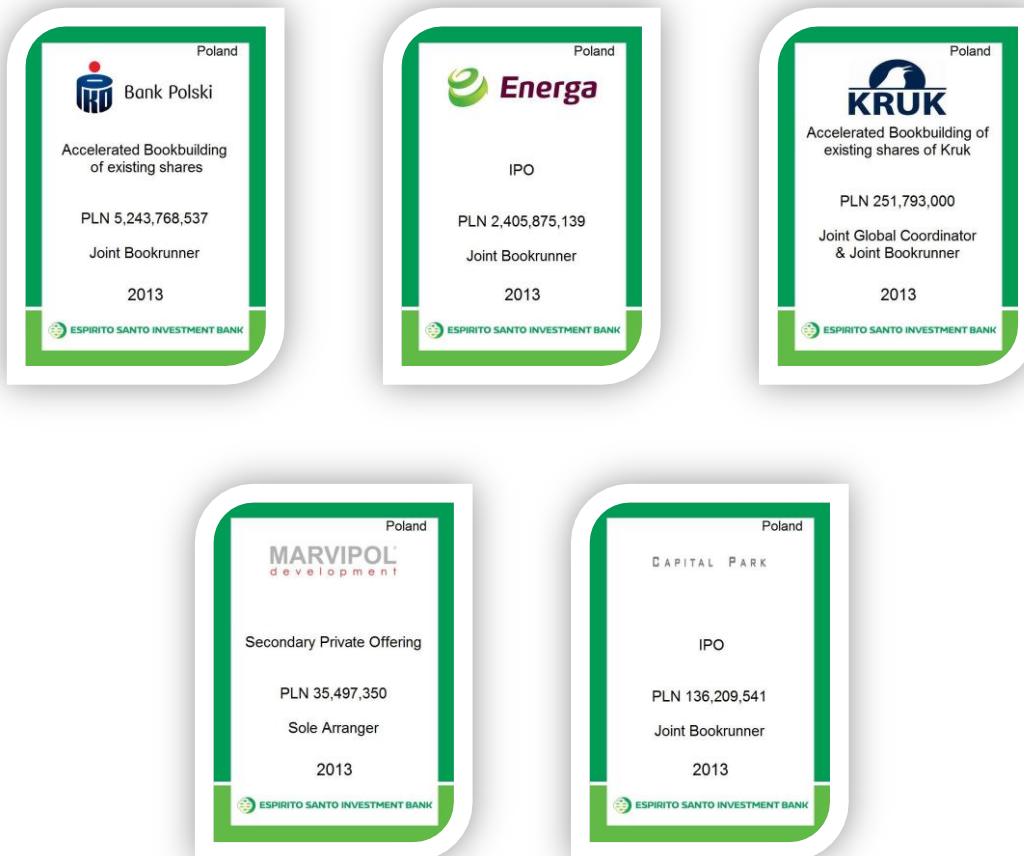 Poland
PKO Bank Polski
Accelerated Bookbuilding
of existing shares
PLN 5,243,768,537
Joint Bookrunner
2013
ESPIRITO SANTO INVESTMENT BANK
Poland
Energa
IPO
PLN 2,405,875,139
Joint Bookrunner
2013
ESPIRITO SANTO INVESTMENT BANK
Poland
KRUK
Accelerated Bookbuilding of
existing shares of Kruk
PLN 251,793,000
Joint Global Coordinator
& Joint Bookrunner
2013
ESPIRITO SANTO INVESTMENT BANK
Poland
MARVIPOL
development
Secondary Private Offering
PLN 35,497,350
Sole Arranger
2013
ESPIRITO SANTO INVESTMENT BANK
Poland
CAPITAL PARK
IPO
PLN 136,209,541
Joint Bookrunner
2013
ESPIRITO SANTO INVESTMENT BANK